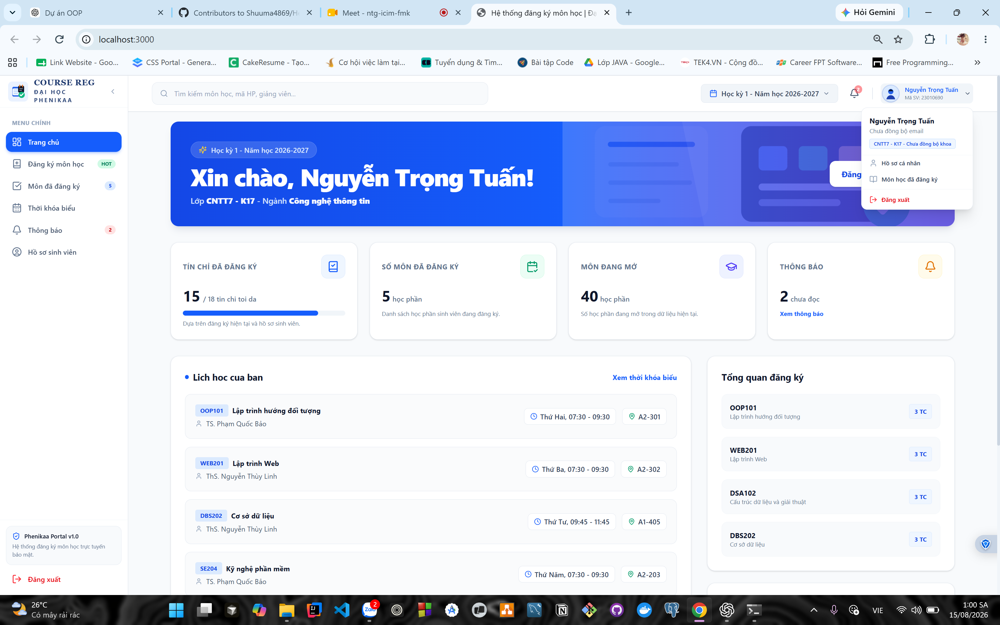 Dự án OOP
Contributors to Shuuma4869/He
Meet - ntg-icim-fmk
Hệ thống đăng ký môn học | Đạ
Hỏi Gemini
localhost:3000
Link Website - Goo...
CSS Portal - Genera...
CakeResume - Tạo...
Cơ hội việc làm tại...
Tuyển dụng & Tìm...
Bài tập Code
Lớp JAVA - Google...
TEK4.VN - Cộng đồ...
Career FPT Software...
Free Programming...
COURSE REG
ĐẠI HỌC
PHENIKAA
Tìm kiếm môn học, mã HP, giảng viên...
Học kỳ 1 - Năm học 2026-2027
2
Nguyễn Trọng Tuấn
Mã SV: 23010690
Nguyễn Trọng Tuấn
Chưa đồng bộ email
CNTT7 - K17 - Chưa đồng bộ khoa
Hồ sơ cá nhân
Môn học đã đăng ký
Đăng xuất
MENU CHÍNH
Trang chủ
Đăng ký môn học
HOT
Môn đã đăng ký
5
Thời khóa biểu
Thông báo
2
Hồ sơ sinh viên
Học kỳ 1 - Năm học 2026-2027
Xin chào, Nguyễn Trọng Tuấn!
Lớp CNTT7 - K17 - Ngành Công nghệ thông tin
Đăng
TÍN CHỈ ĐÃ ĐĂNG KÝ
15 / 18 tin chi toi da
Dựa trên đăng ký hiện tại và hồ sơ sinh viên.
SỐ MÔN ĐÃ ĐĂNG KÝ
5 học phần
Danh sách học phần sinh viên đang đăng ký.
MÔN ĐANG MỞ
40 học phần
Số học phần đang mở trong dữ liệu hiện tại.
THÔNG BÁO
2 chưa đọc
Xem thông báo
Lich hoc cua ban
Xem thời khóa biểu
OOP101 Lập trình hướng đối tượng
TS. Phạm Quốc Bảo
Thứ Hai, 07:30 - 09:30
A2-301
WEB201 Lập trình Web
ThS. Nguyễn Thùy Linh
Thứ Ba, 07:30 - 09:30
A2-302
DBS202 Cơ sở dữ liệu
ThS. Nguyễn Thùy Linh
Thứ Tư, 09:45 - 11:45
A1-405
SE204 Kỹ nghệ phần mềm
TS. Phạm Quốc Bảo
Thứ Năm, 07:30 - 09:30
A2-203
Tổng quan đăng ký
OOP101
Lập trình hướng đối tượng
3 TC
WEB201
Lập trình Web
3 TC
DSA102
Cấu trúc dữ liệu và giải thuật
3 TC
DBS202
Cơ sở dữ liệu
3 TC
Phenikaa Portal v1.0
Hệ thống đăng ký môn học trực tuyến
bảo mật.
Đăng xuất
26°C
Có mây rải rác
Zalo
2
VIE
1:00 SA
15/08/2026